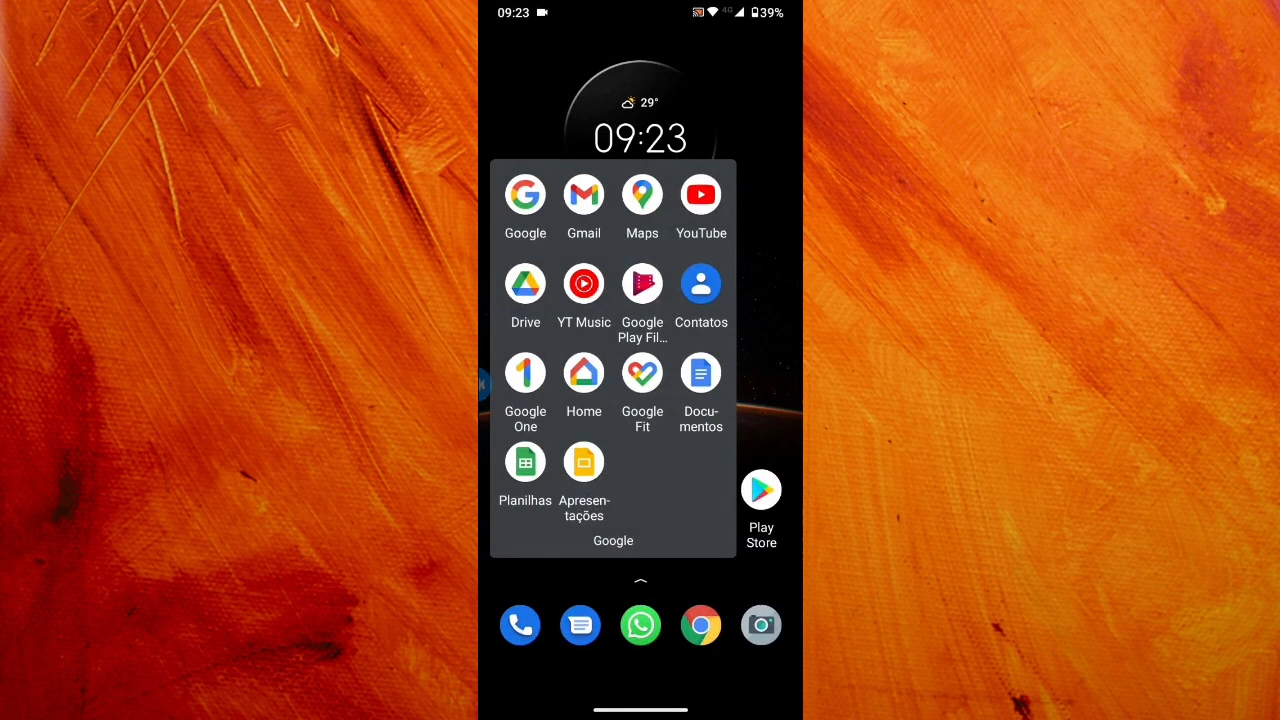 09:23
4G
39%
29°
09:23
Google
Gmail
Maps
YouTube
Drive
YT Music
Google
Play Fil...
Contatos
Google
One
Home
Google
Fit
Docu-
mentos
Planilhas
Apresen-
tações
Google
Play
Store